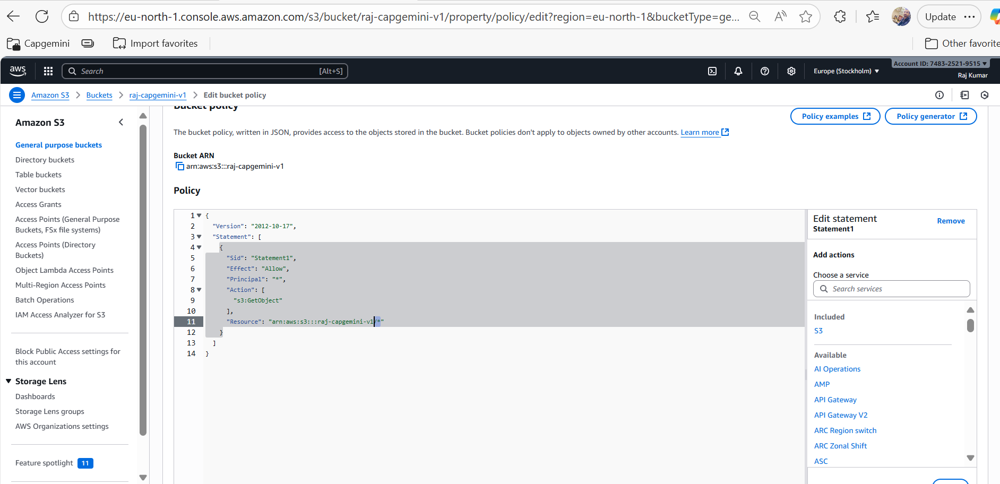 https://eu-north-1.console.aws.amazon.com/s3/bucket/raj-capgemini-v1/property/policy/edit?region=eu-north-1&bucketType=ge...
Update
Capgemini
Import favorites
Other favorite
aws
Search
[Alt+S]
Europe (Stockholm)
Account ID: 7483-2521-9515
Raj Kumar
Amazon S3 > Buckets > raj-capgemini-v1 > Edit bucket policy
Amazon S3
General purpose buckets
Directory buckets
Table buckets
Vector buckets
Access Grants
Access Points (General Purpose
Buckets, FSx file systems)
Access Points (Directory
Buckets)
Object Lambda Access Points
Multi-Region Access Points
Batch Operations
IAM Access Analyzer for S3
Block Public Access settings for
this account
Storage Lens
Dashboards
Storage Lens groups
AWS Organizations settings
Feature spotlight 11
Bucket policy
Policy examples
Policy generator
The bucket policy, written in JSON, provides access to the objects stored in the bucket. Bucket policies don't apply to objects owned by other accounts. Learn more
Bucket ARN
arn:aws:s3:::raj-capgemini-v1
Policy
1 {
2 "Version": "2012-10-17",
3 "Statement": [
4 {
5 "Sid": "Statement1",
6 "Effect": "Allow",
7 "Principal": "*",
8 "Action": [
9 "s3:GetObject"
10 ],
11 "Resource": "arn:aws:s3:::raj-capgemini-v1/*"
12 }
13 ]
14 }
Edit statement
Remove
Statement1
Add actions
Choose a service
Search services
Included
S3
Available
AI Operations
AMP
API Gateway
API Gateway V2
ARC Region switch
ARC Zonal Shift
ASC